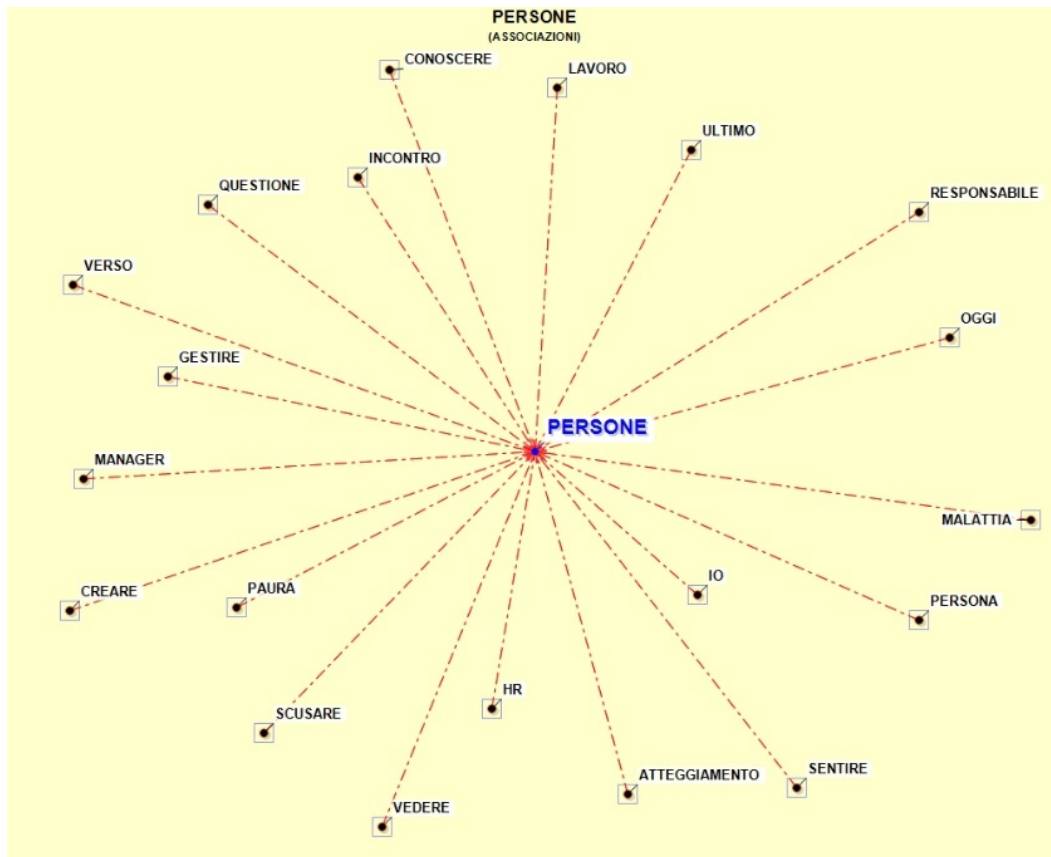 PERSONE
(ASSOCIAZIONI)
CONOSCERE
LAVORO
ULTIMO
INCONTRO
QUESTIONE
RESPONSABILE
VERSO
OGGI
GESTIRE
PERSONE
MANAGER
MALATTIA
IO
PAURA
CREARE
PERSONA
HR
SCUSARE
SENTIRE
ATTEGGIAMENTO
VEDERE